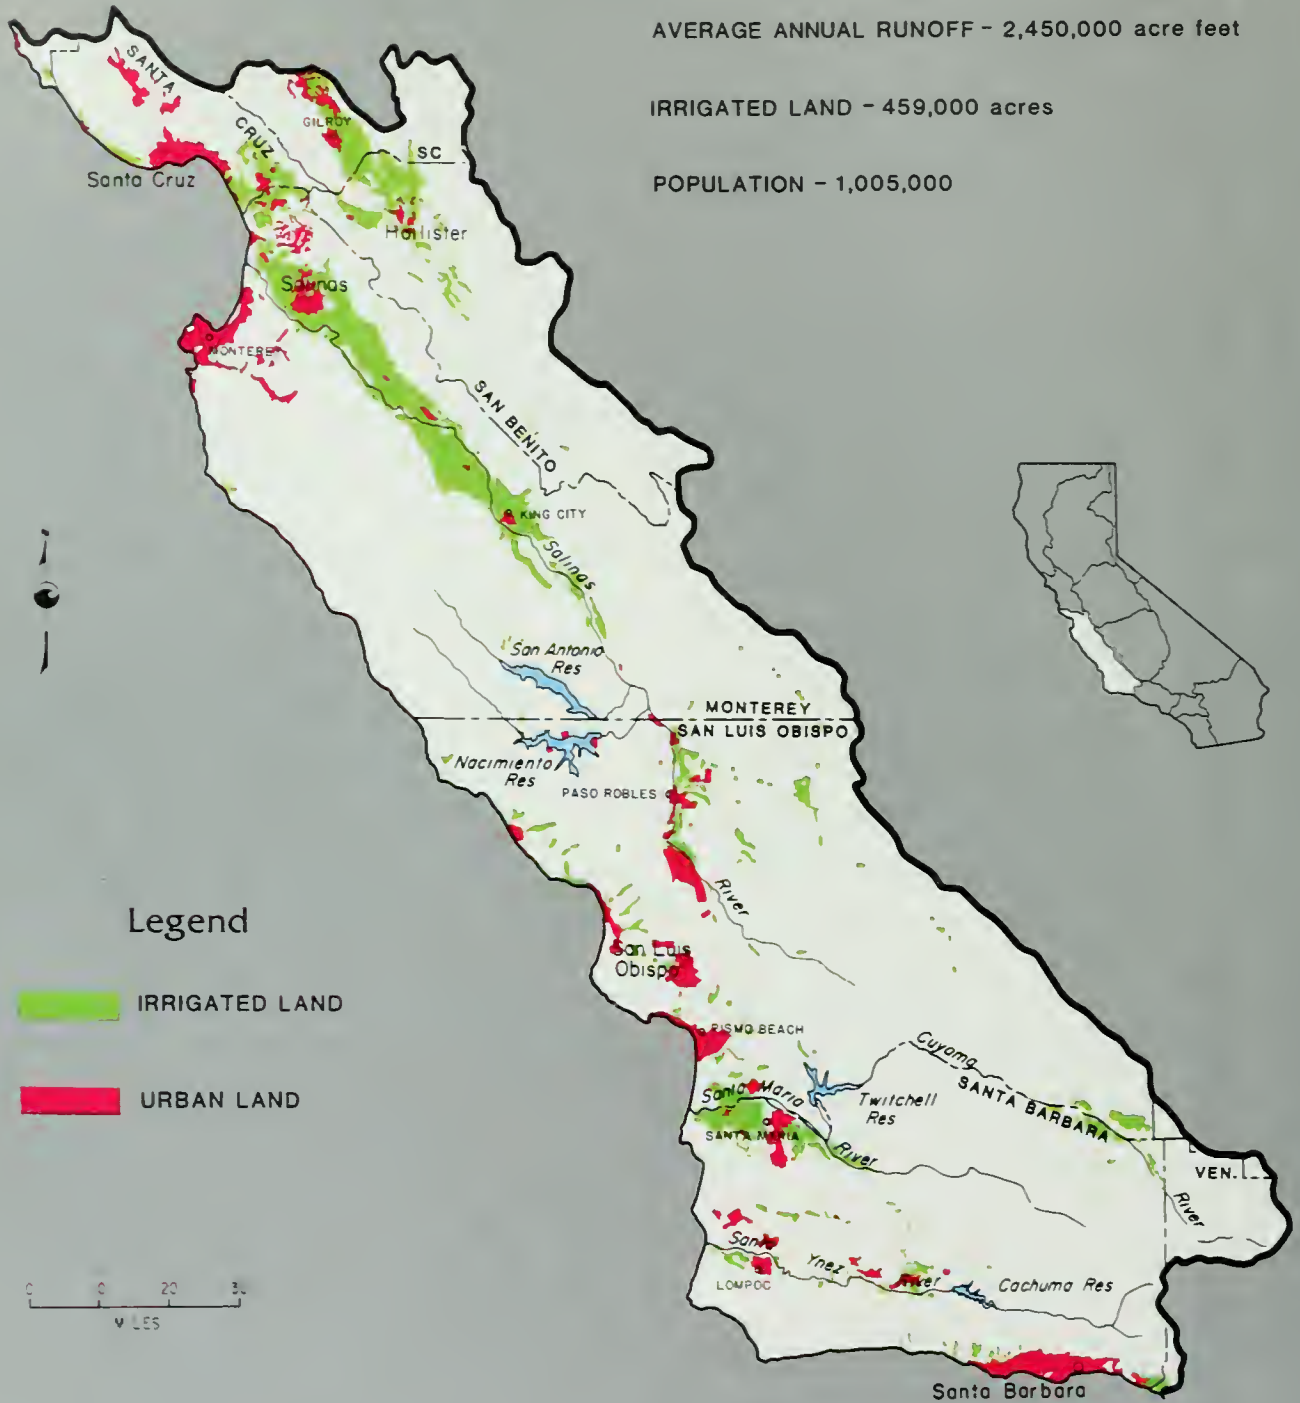 AVERAGE ANNUAL RUNOFF - 2,450,000 acre feet
IRRIGATED LAND - 459,000 acres
POPULATION - 1,005,000
SANTA
CRUZ
GILROY
SC
Santa Cruz
Hollister
Salinas
MONTEREY
SAN BENITO
KING CITY
Salinas
San Antonio
Res
MONTEREY
SAN LUIS OBISPO
Nacimiento
Res
PASO ROBLES
River
Legend
San Luis
Obispo
IRRIGATED LAND
PISMO BEACH
Cuyama
URBAN LAND
Santa Maria
Twitchell
Res
SANTA BARBARA
SANTA MARIA
River
VEN.
River
Santa
Ynez
River
Cachuma Res
LOMPOC
0 20 30
MILES
Santa Barbara